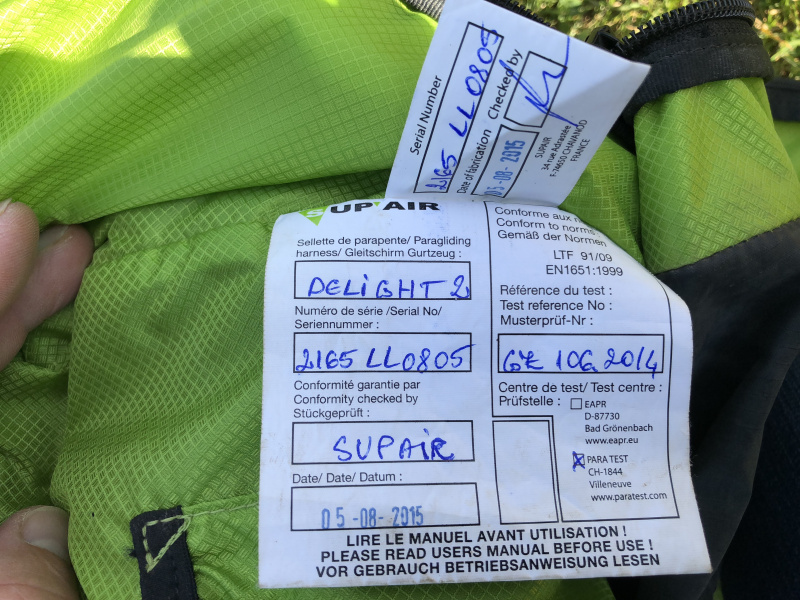 Serial Number
2165 LL0805
Date of fabrication
05-08-2015
Checked by
SUPAIR
34 rue Adrastée
F-74650 CHAVANOD
FRANCE
SUP'AIR
Sellette de parapente/ Paragliding
harness/ Gleitschirm Gurtzeug :
DELIGHT 2
Numéro de série /Serial No/
Seriennummer :
2165 LL0805
Conformité garantie par
Conformity checked by
Stückgeprüft :
SUPAIR
Date/ Date/ Datum :
05-08-2015
Conforme aux
Conform to norms
Gemäß der Normen
LTF 91/09
EN1651:1999
Référence du test :
Test reference No :
Musterprüf-Nr :
106.2014
Centre de test/ Test centre :
Prüfstelle :
EAPR
D-87730
Bad Grönenbach
www.eapr.eu
PARA TEST
CH-1844
Villeneuve
www.paratest.com
LIRE LE MANUEL AVANT UTILISATION !
PLEASE READ USERS MANUAL BEFORE USE !
VOR GEBRAUCH BETRIEBSANWEISUNG LESEN